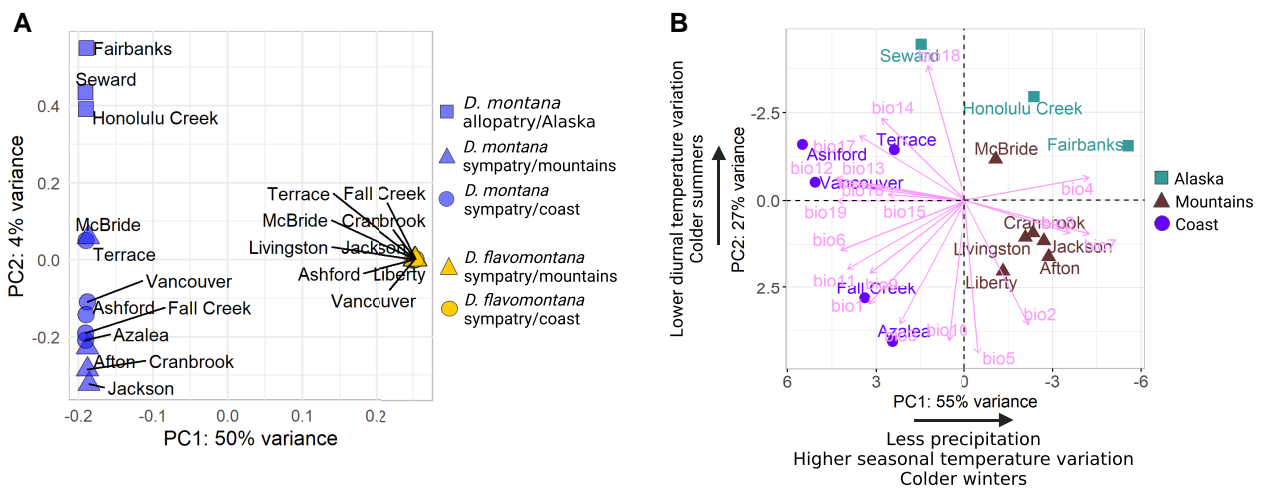 A
Fairbanks
Seward
Honolulu Creek
McBride
Terrace
Vancouver
Ashford
Fall Creek
Azalea
Afton
Cranbrook
Jackson
Terrace
Fall Creek
McBride
Cranbrook
Livingston
Jackson
Ashford
Liberty
Vancouver
0.4
0.2
0.0
-0.2
PC2: 4% variance
-0.2
-0.1
0.0
0.1
0.2
PC1: 50% variance
D. montana
allopatry/Alaska
D. montana
sympatry/mountains
D. montana
sympatry/coast
D. flavomontana
sympatry/mountains
D. flavomontana
sympatry/coast
B
Lower diurnal temperature variation
Colder summers
PC2: 27% variance
-2.5
0.0
2.5
Seward
bio18
bio14
Honolulu Creek
Terrace
bio17
Ashford
McBride
Fairbanks
bio12
bio13
Vancouver
bio4
bio19
bio15
Cranbrook
bio6
Livingston
Jackson
bio7
Afton
bio11
bio9
Liberty
Fall Creek
bio1
bio2
Azalea
bio10
bio5
6
3
0
-3
-6
PC1: 55% variance
Less precipitation
Higher seasonal temperature variation
Colder winters
Alaska
Mountains
Coast